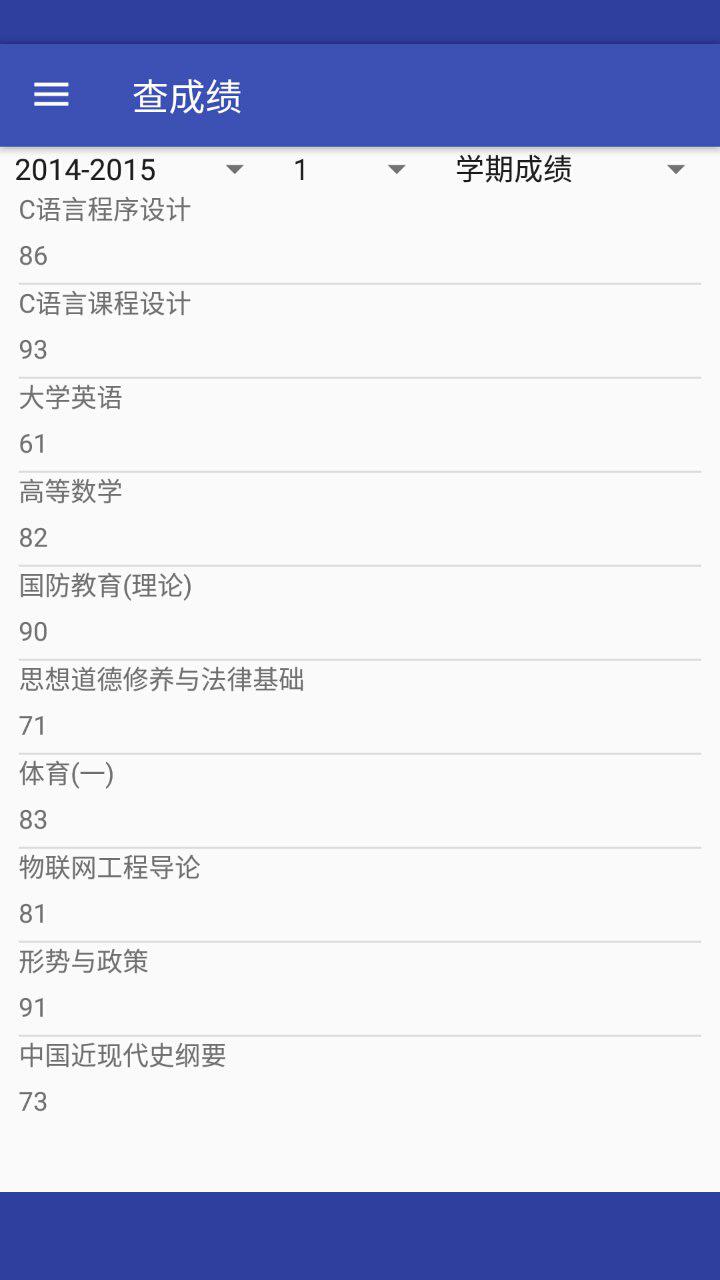 查成绩
2014-2015 1 学期成绩
C语言程序设计
86
C语言课程设计
93
大学英语
61
高等数学
82
国防教育(理论)
90
思想道德修养与法律基础
71
体育(一)
83
物联网工程导论
81
形势与政策
91
中国近现代史纲要
73